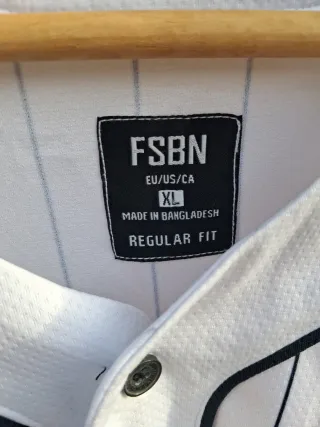 FSBN
EU/US/CA
XL
MADE IN BANGLADESH
REGULAR FIT